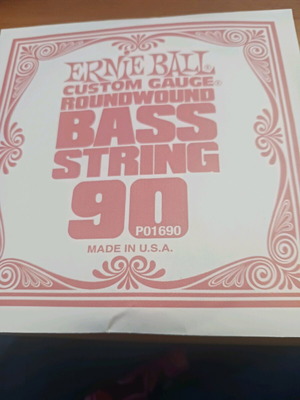 ERNIE BALL
CUSTOM GAUGE®
ROUNDWOUND
BASS
STRING
90
P01690
MADE IN U.S.A.